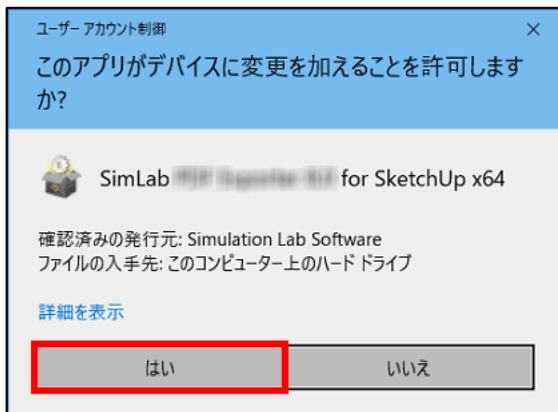 ユーザー アカウント制御
このアプリがデバイスに変更を加えることを許可します
か?
SimLab for SketchUp x64
確認済みの発行元: Simulation Lab Software
ファイルの入手先: このコンピューター上のハード ドライブ
詳細を表示
はい
いいえ